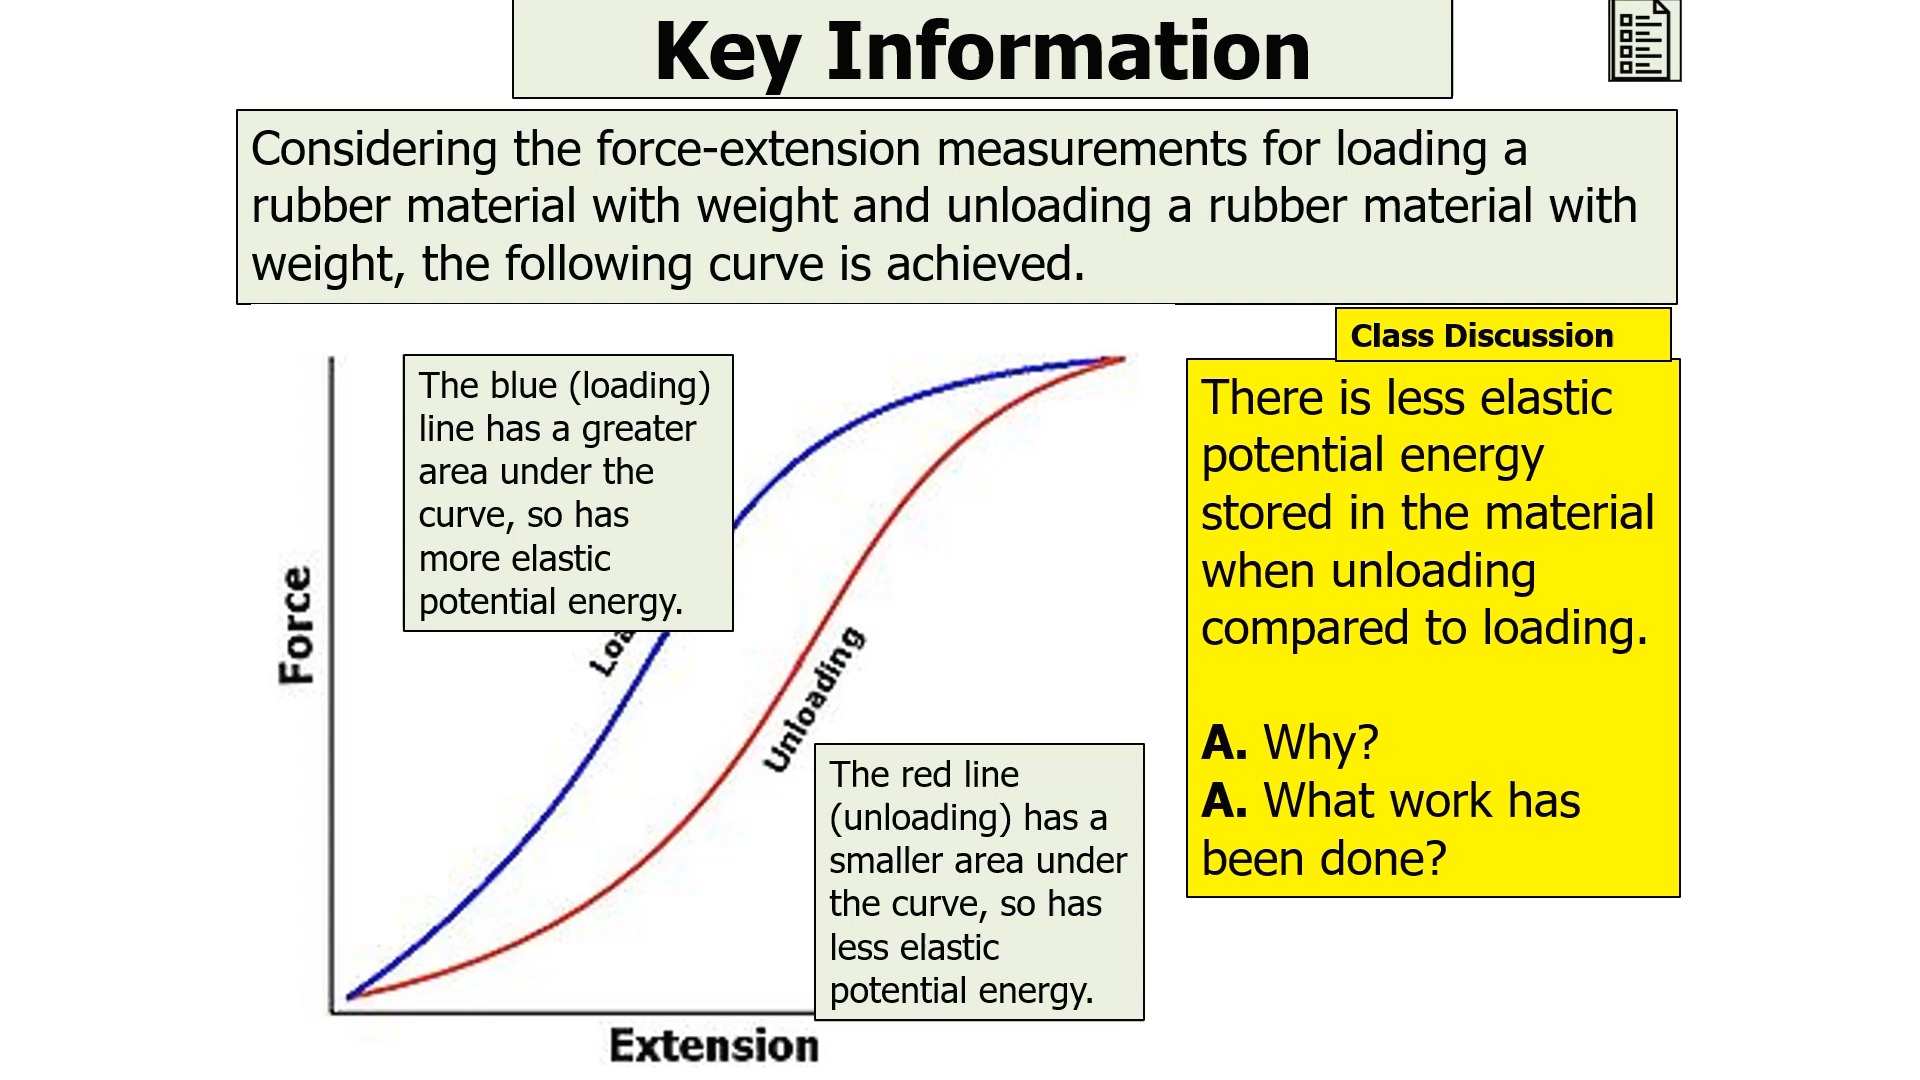 Key Information
Considering the force-extension measurements for loading a
rubber material with weight and unloading a rubber material with
weight, the following curve is achieved.
Class Discussion
The blue (loading)
line has a greater
area under the
curve, so has
more elastic
potential energy.
There is less elastic
potential energy
stored in the material
when unloading
compared to loading.
A. Why?
A. What work has
been done?
Force
Loa
Unloading
The red line
(unloading) has a
smaller area under
the curve, so has
less elastic
potential energy.
Extension